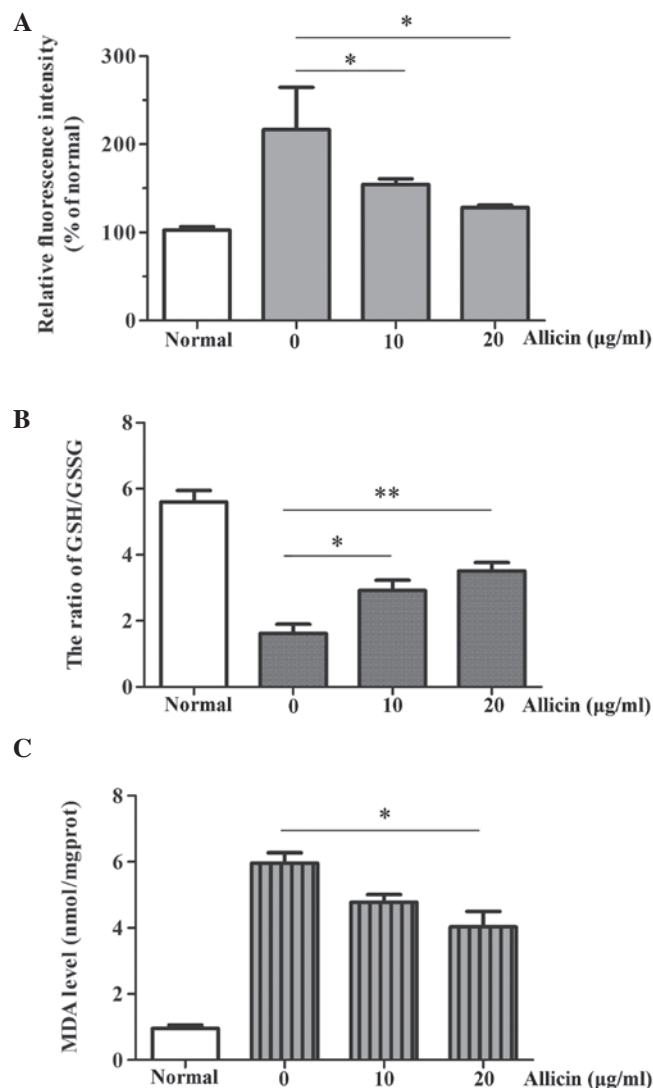 A
Relative fluorescence intensity
(% of normal)
300
200
100
0
*
*
Normal 0 10 20 Allicin (µg/ml)
B
The ratio of GSH/GSSG
8
6
4
2
0
**
*
Normal 0 10 20 Allicin (µg/ml)
C
MDA level (nmol/mgprot)
8
6
4
2
0
*
Normal 0 10 20 Allicin (µg/ml)